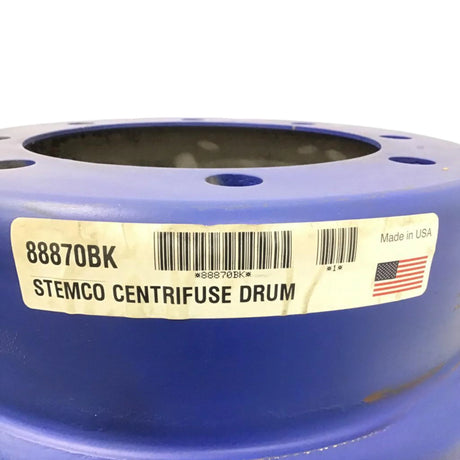 88870BK
*88870BK*
*1*
Made in USA
STEMCO CENTRIFUSE DRUM